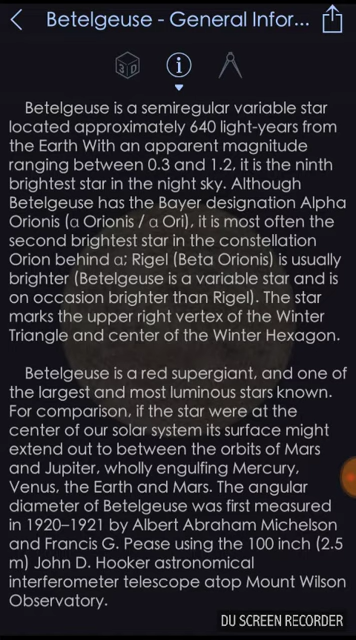 Betelgeuse - General Infor...
3D
Betelgeuse is a semiregular variable star
located approximately 640 light-years from
the Earth With an apparent magnitude
ranging between 0.3 and 1.2, it is the ninth
brightest star in the night sky. Although
Betelgeuse has the Bayer designation Alpha
Orionis (α Orionis / α Ori), it is most often the
second brightest star in the constellation
Orion behind α; Rigel (Beta Orionis) is usually
brighter (Betelgeuse is a variable star and is
on occasion brighter than Rigel). The star
marks the upper right vertex of the Winter
Triangle and center of the Winter Hexagon.
Betelgeuse is a red supergiant, and one of
the largest and most luminous stars known.
For comparison, if the star were at the
center of our solar system its surface might
extend out to between the orbits of Mars
and Jupiter, wholly engulfing Mercury,
Venus, the Earth and Mars. The angular
diameter of Betelgeuse was first measured
in 1920–1921 by Albert Abraham Michelson
and Francis G. Pease using the 100 inch (2.5
m) John D. Hooker astronomical
interferometer telescope atop Mount Wilson
Observatory.
DU SCREEN RECORDER